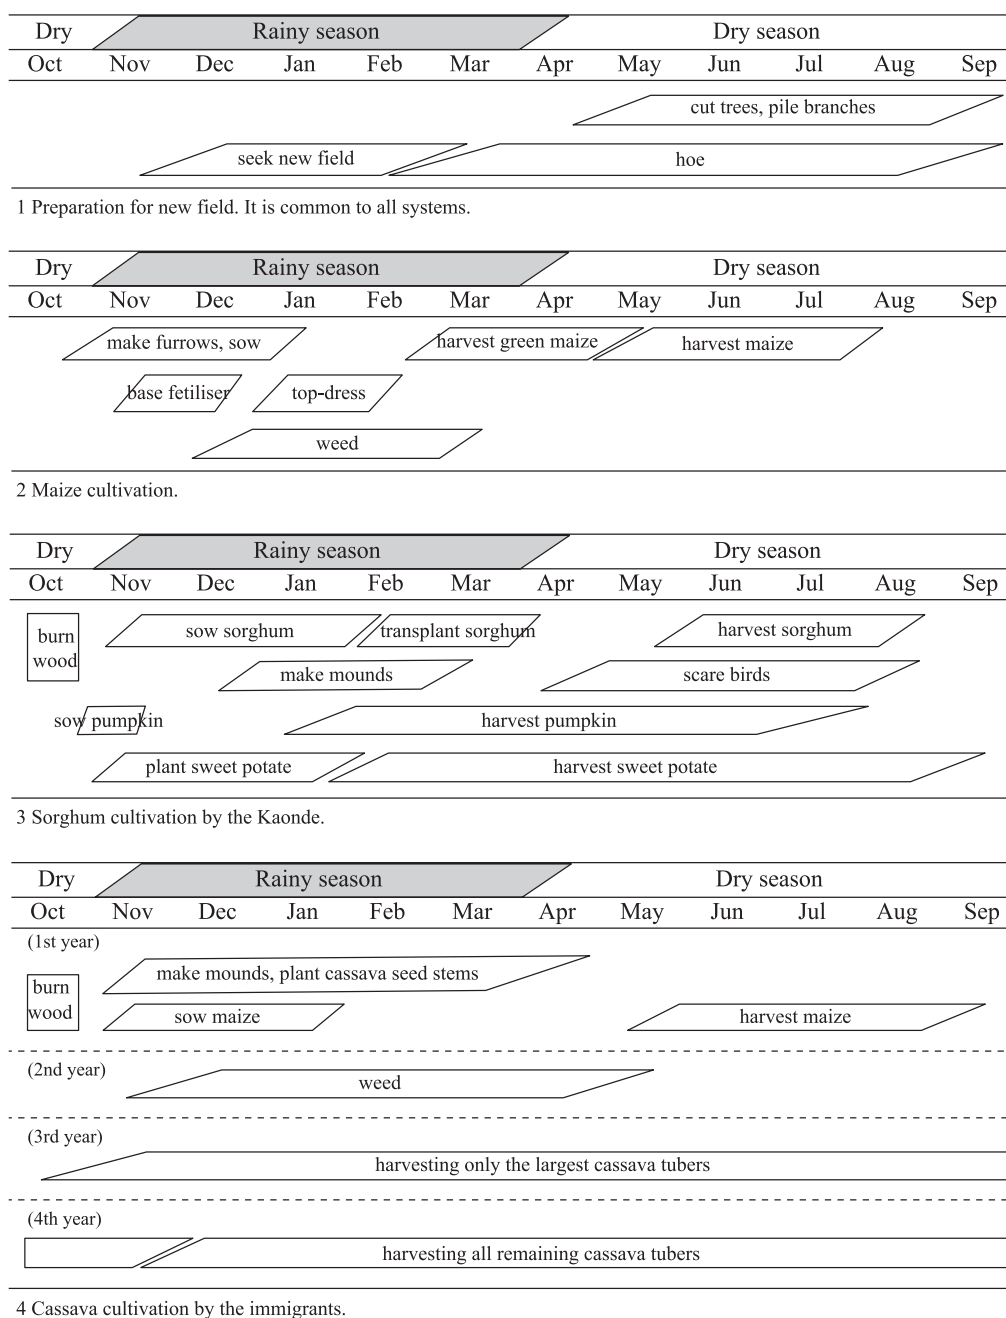 Dry Rainy season Dry season
Oct Nov Dec Jan Feb Mar Apr May Jun Jul Aug Sep
cut trees, pile branches
seek new field hoe
1 Preparation for new field. It is common to all systems.
Dry Rainy season Dry season
Oct Nov Dec Jan Feb Mar Apr May Jun Jul Aug Sep
make furrows, sow harvest green maize harvest maize
base fetiliser top-dress
weed
2 Maize cultivation.
Dry Rainy season Dry season
Oct Nov Dec Jan Feb Mar Apr May Jun Jul Aug Sep
burn
wood
sow sorghum transplant sorghum harvest sorghum
make mounds scare birds
sow pumpkin harvest pumpkin
plant sweet potate harvest sweet potate
3 Sorghum cultivation by the Kaonde.
Dry Rainy season Dry season
Oct Nov Dec Jan Feb Mar Apr May Jun Jul Aug Sep
(1st year)
make mounds, plant cassava seed stems
burn
wood
sow maize harvest maize
(2nd year)
weed
(3rd year)
harvesting only the largest cassava tubers
(4th year)
harvesting all remaining cassava tubers
4 Cassava cultivation by the immigrants.